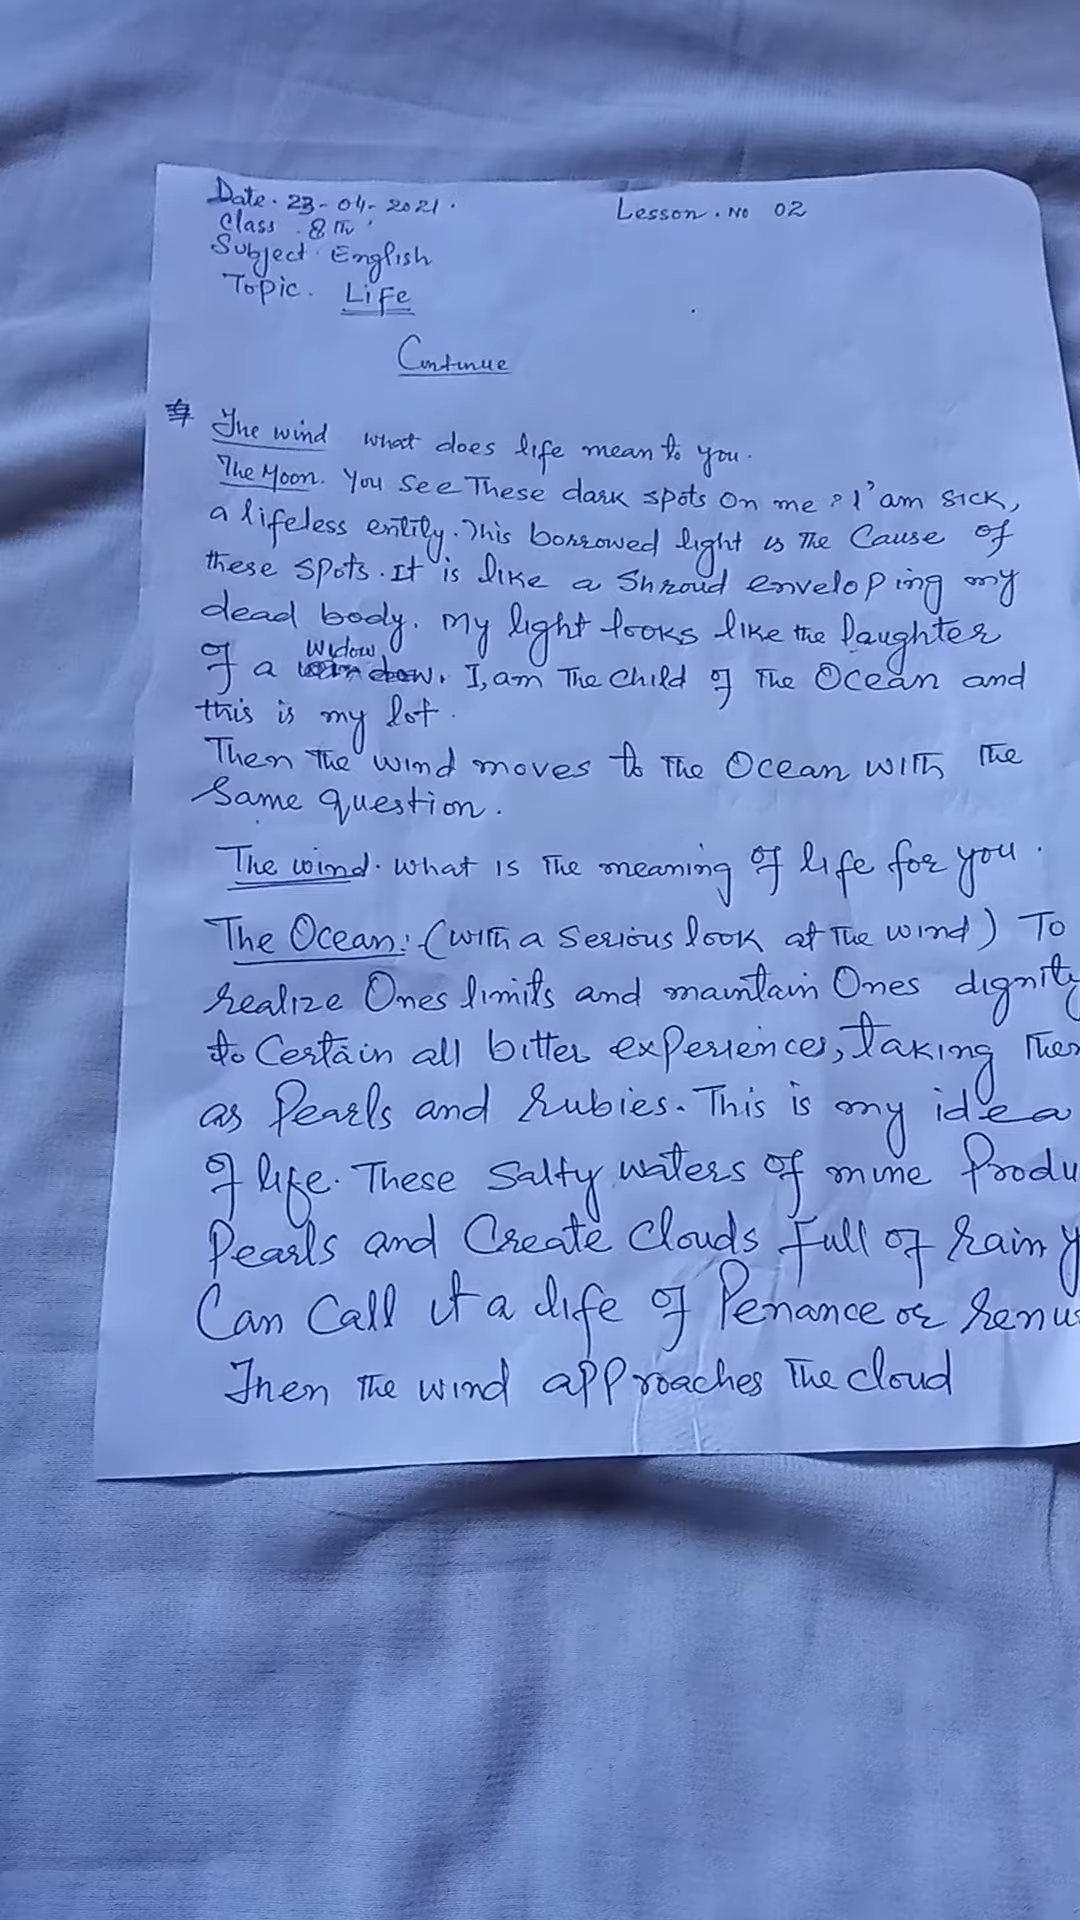 Date. 23-04-2021.
Lesson. No 02
Class. 8Th
Subject. English
Topic. Life
Continue
The wind what does life mean to you.
The Moon. You See These dark spots On me? I'am sick,
a lifeless entity. This borrowed light is The Cause of
these spots. It is like a Shroud enveloping my
dead body. My light looks like the laughter
of a Widow. I, am The Child of The Ocean and
this is my lot.
Then The wind moves to The Ocean with The
Same question.
The wind. What is The meaning of life for you.
The Ocean: (with a Serious look at The wind) To
realize Ones limits and maintain Ones dignity
to Certain all bitter experiences, taking
as Pearls and rubies. This is my idea
of life. These Salty waters of mine Produ
Pearls and Create Clouds full of rain y
Can Call it a life of Penance or
Then The wind approaches The cloud